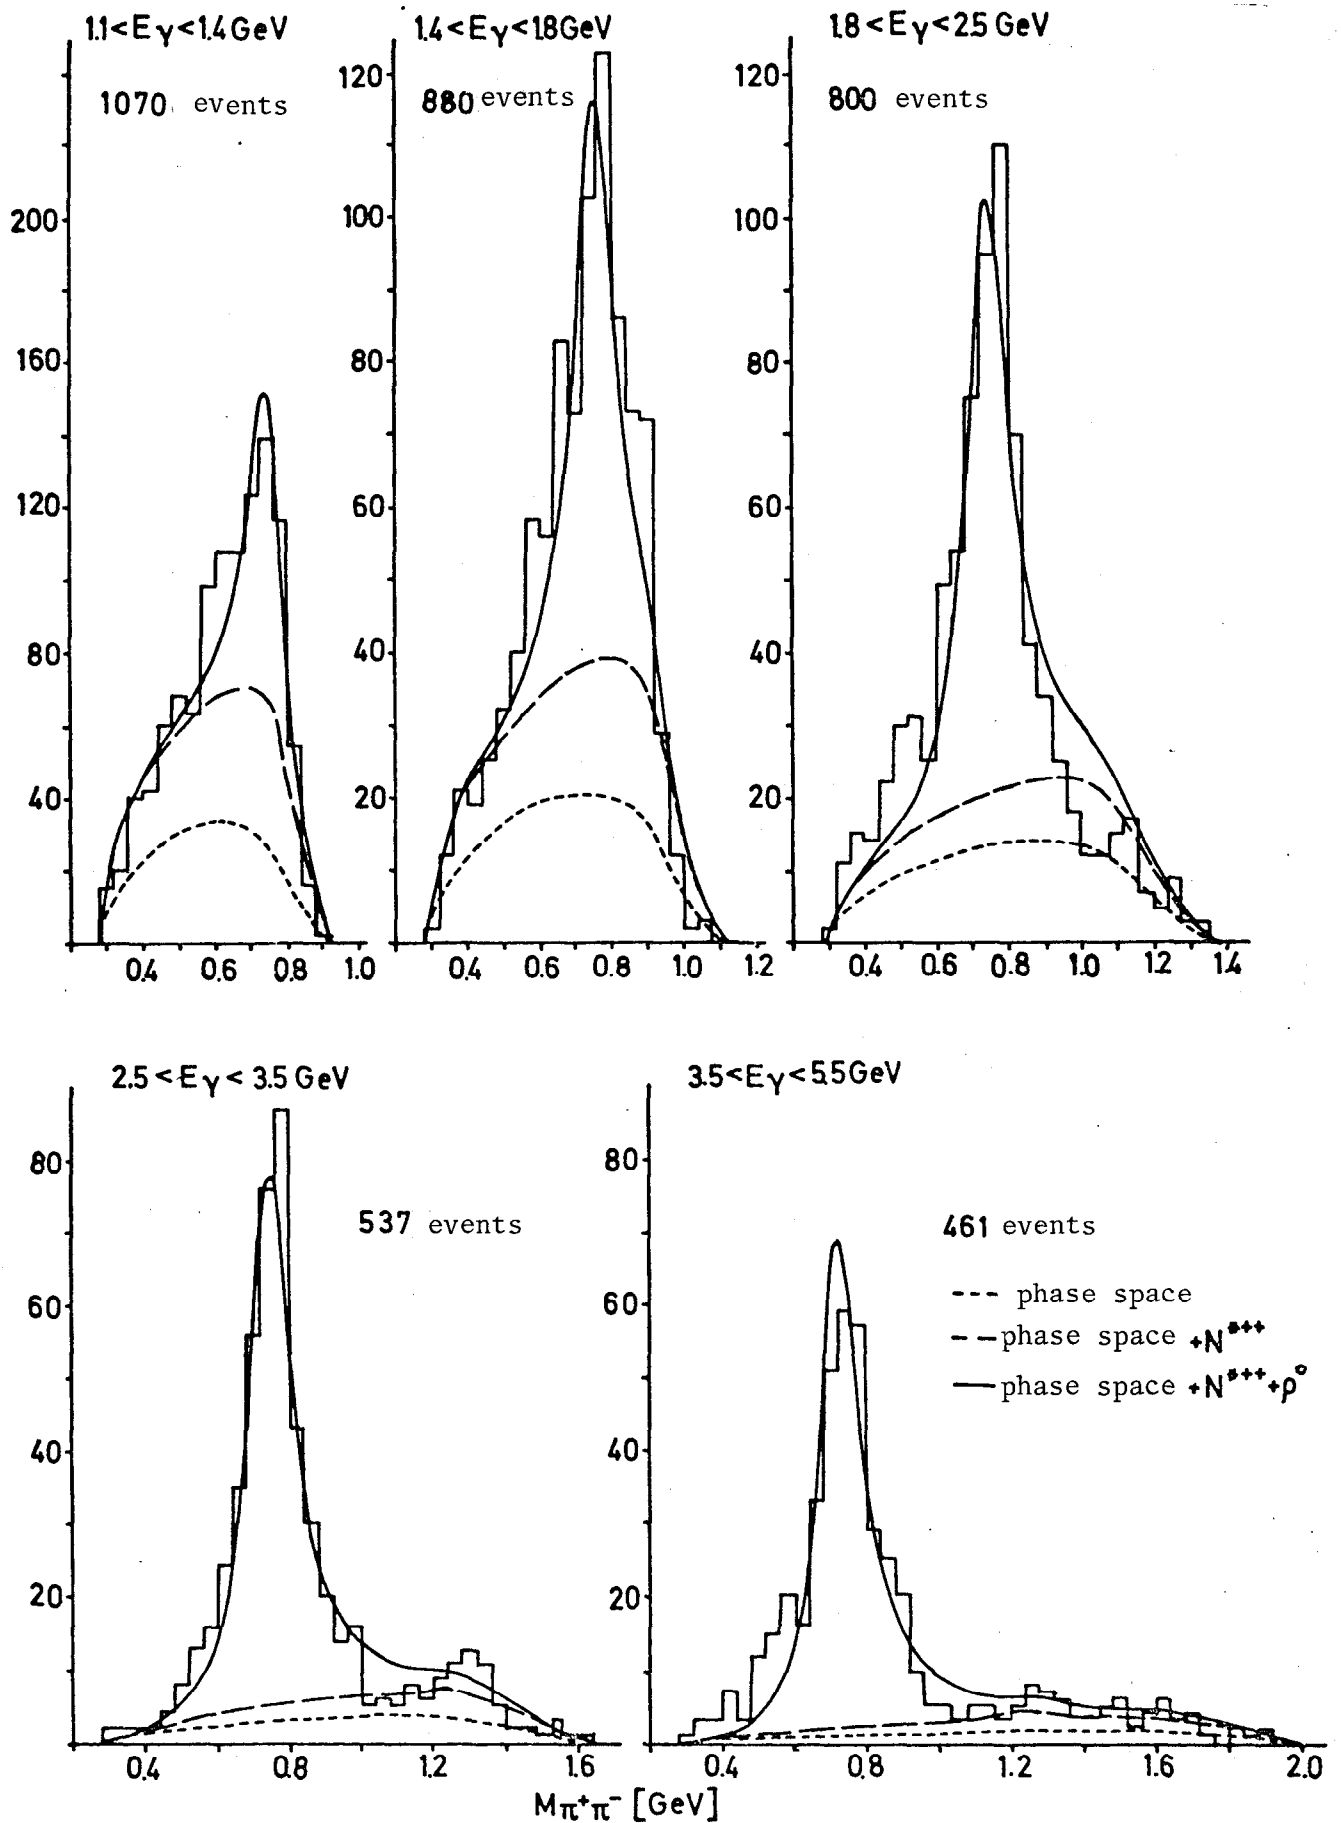 1.1<Eγ<1.4GeV
1070 events
200
160
120
80
40
0.4 0.6 0.8 1.0
1.4<Eγ<1.8GeV
880 events
120
100
80
60
40
20
0.4 0.6 0.8 1.0 1.2
1.8<Eγ<2.5GeV
800 events
120
100
80
60
40
20
0.4 0.6 0.8 1.0 1.2 1.4
2.5<Eγ<3.5GeV
537 events
80
60
40
20
0.4 0.8 1.2 1.6
3.5<Eγ<5.5GeV
461 events
phase space
phase space +N*++
phase space +N*+++ρ°
80
60
40
20
0.4 0.8 1.2 1.6 2.0
Mπ+π- [GeV]